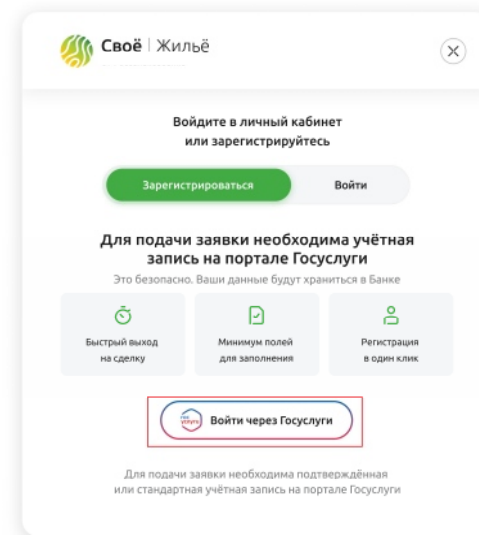 Своё | Жильё
Войдите в личный кабинет
или зарегистрируйтесь
Зарегистрироваться
Войти
Для подачи заявки необходима учётная
запись на портале Госуслуги
Это безопасно. Ваши данные будут храниться в Банке
Быстрый выход
на сделку
Минимум полей
для заполнения
Регистрация
в один клик
гос
услуги
Войти через Госуслуги
Для подачи заявки необходима подтверждённая
или стандартная учётная запись на портале Госуслуги